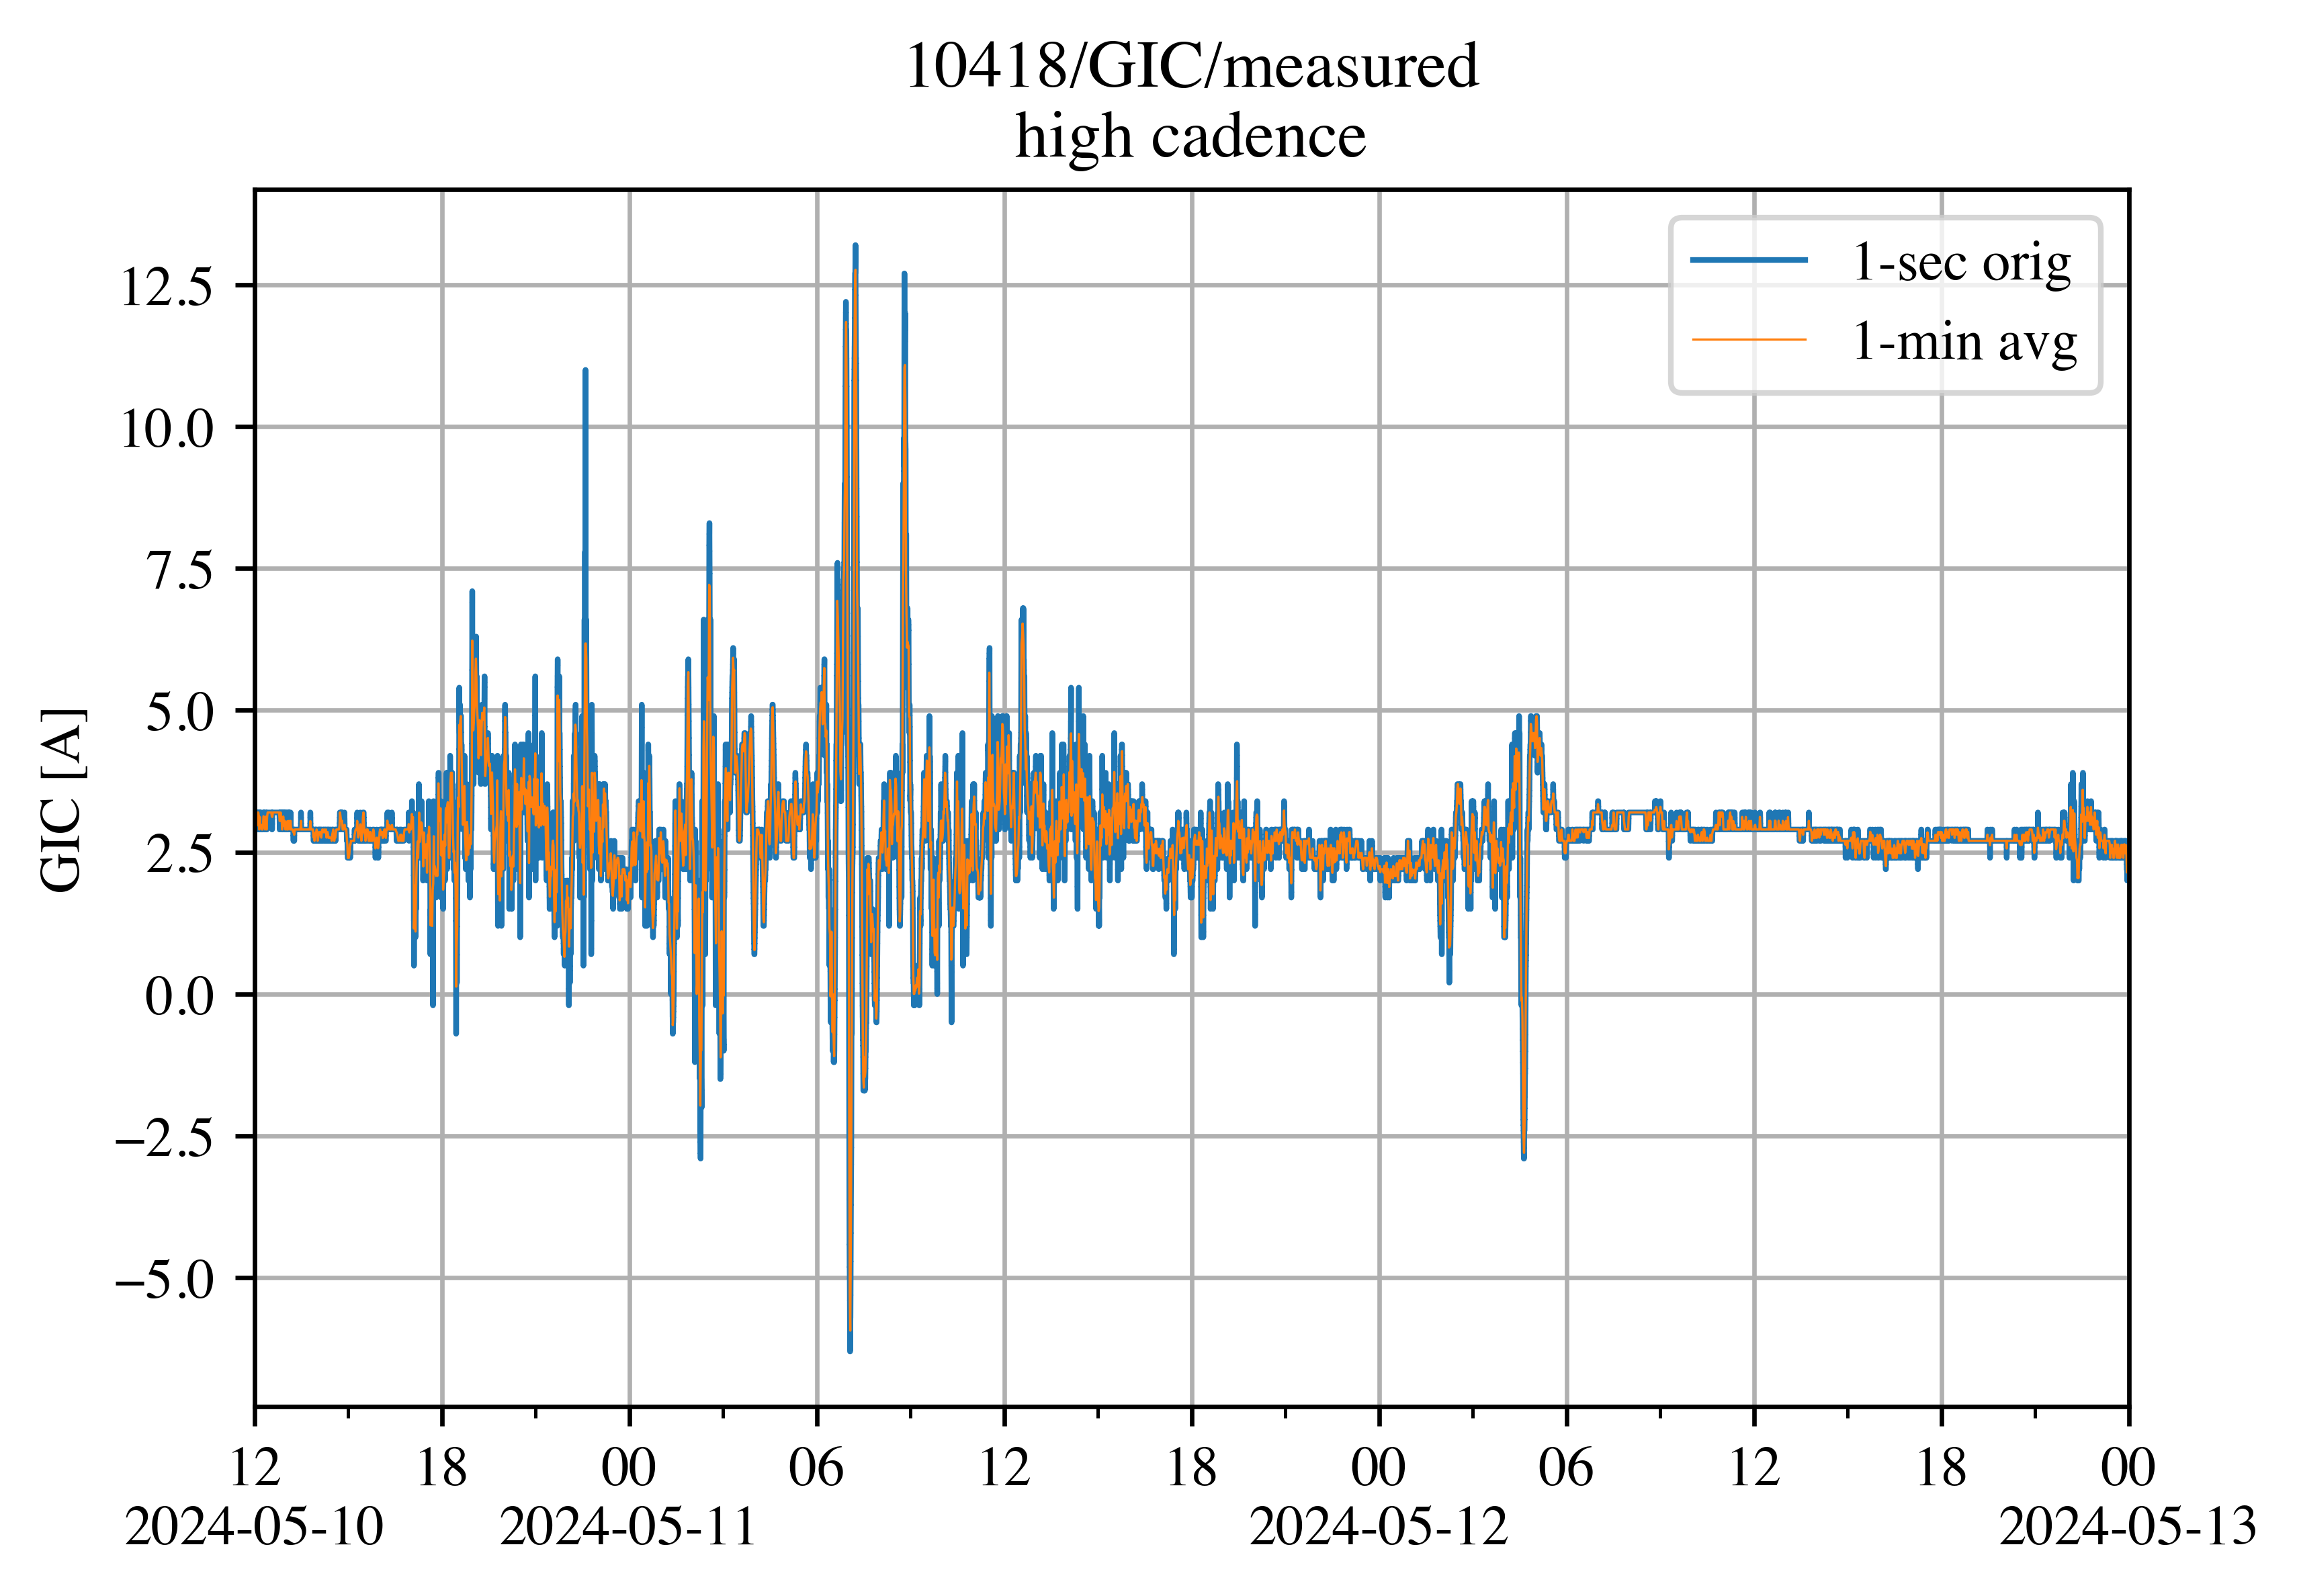 10418/GIC/measured
high cadence
1-sec orig
1-min avg
GIC [A]
12.5
10.0
7.5
5.0
2.5
0.0
−2.5
−5.0
12 18 00 06 12 18 00 06 12 18 00
2024-05-10 2024-05-11 2024-05-12 2024-05-13